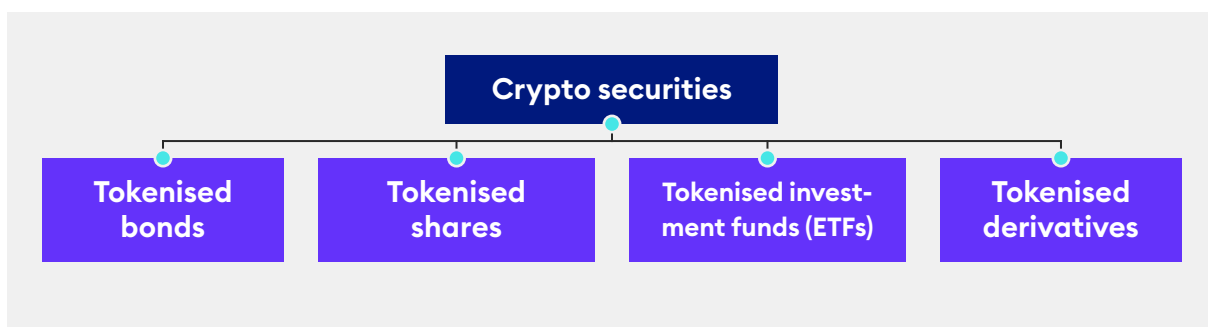 Crypto securities
Tokenised
bonds
Tokenised
shares
Tokenised invest-
ment funds (ETFs)
Tokenised
derivatives